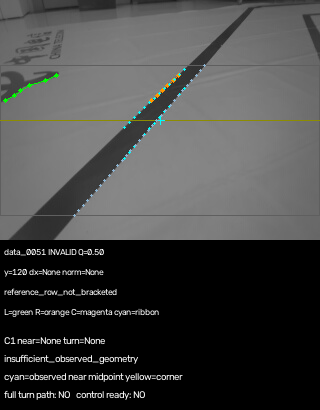 data_0051 INVALID Q=0.50
y=120 dx=None norm=None
reference_row_not_bracketed
L=green R=orange C=magenta cyan=ribbon
C1 near=None turn=None
insufficient_observed_geometry
cyan=observed near midpoint yellow=corner
full turn path: NO control ready: NO